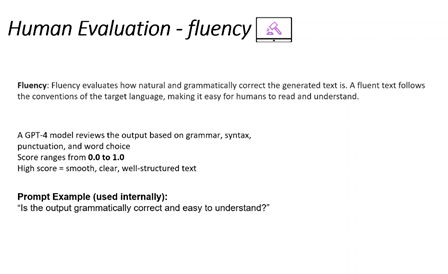 Human Evaluation - fluency
Fluency: Fluency evaluates how natural and grammatically correct the generated text is. A fluent text follows
the conventions of the target language, making it easy for humans to read and understand.
A GPT-4 model reviews the output based on grammar, syntax,
punctuation, and word choice
Score ranges from 0.0 to 1.0
High score = smooth, clear, well-structured text
Prompt Example (used internally):
“Is the output grammatically correct and easy to understand?”